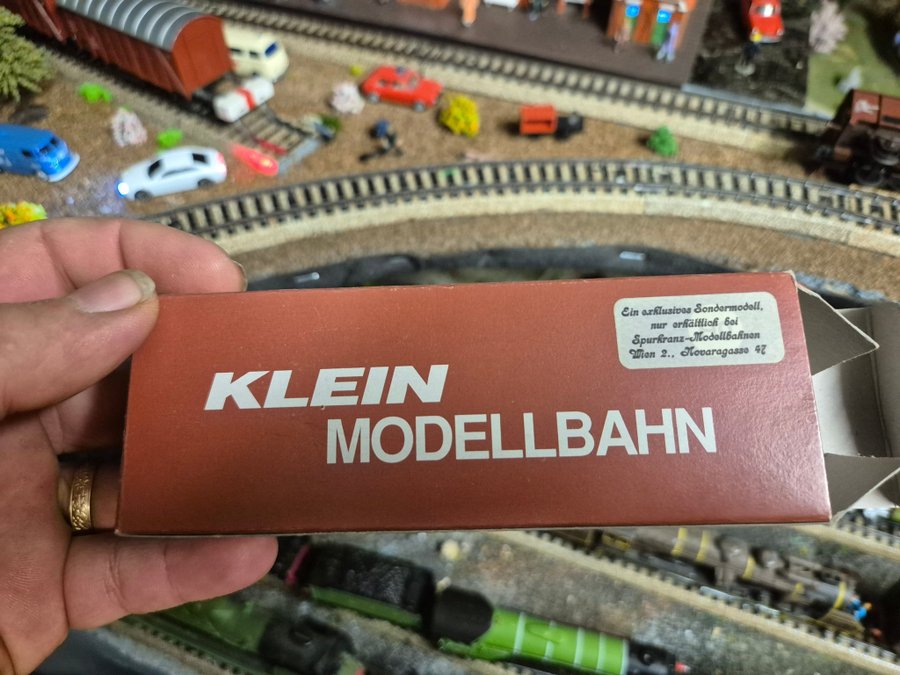 Ein exklusives Sondermodell,
nur erhältlich bei
Spurkranz-Modellbahnen
Wien 2., Novaragasse 47
KLEIN
MODELLBAHN